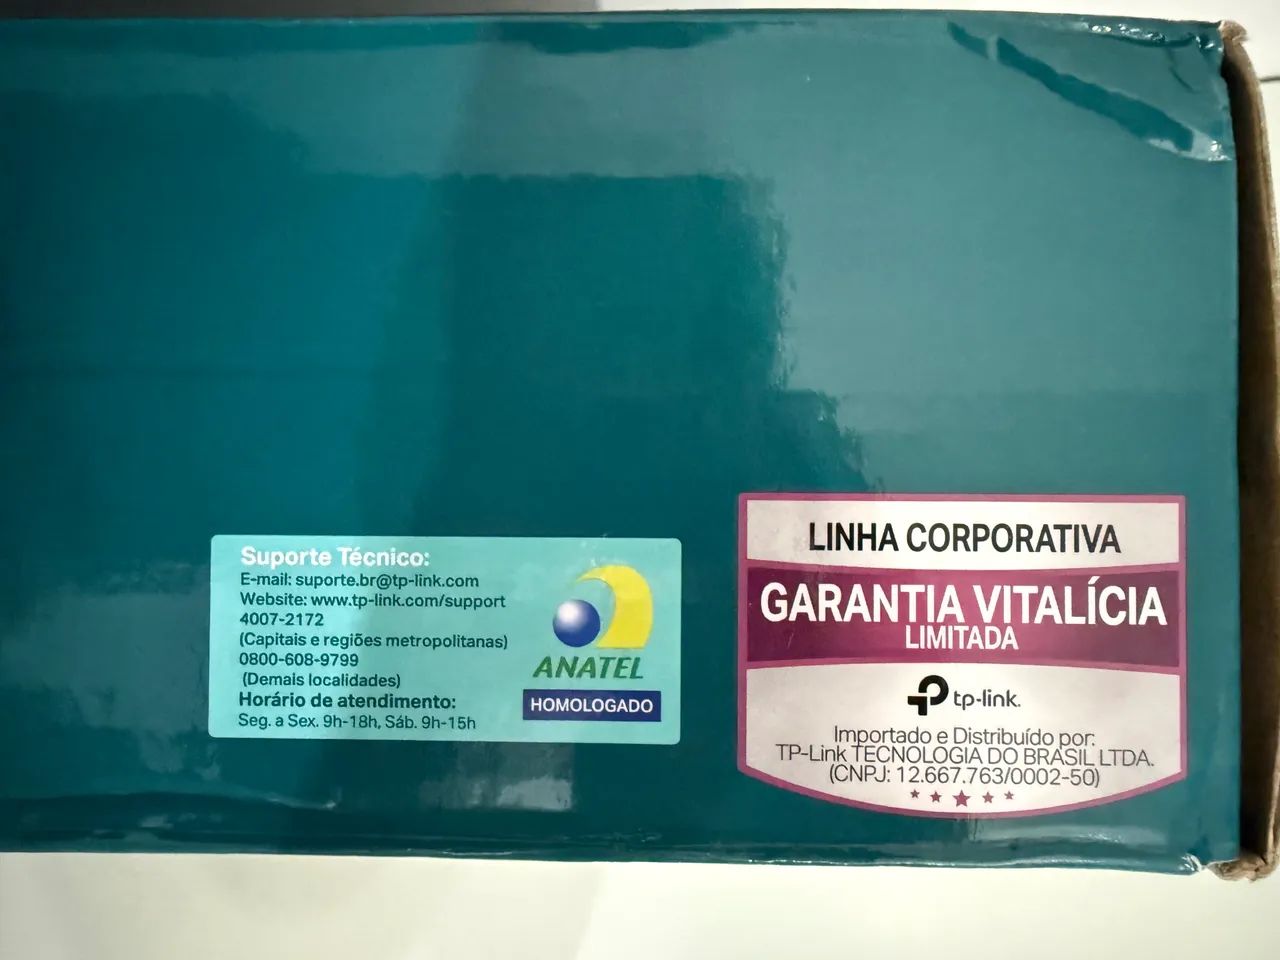 Suporte Técnico:
E-mail: suporte.br@tp-link.com
Website: www.tp-link.com/support
4007-2172
(Capitais e regiões metropolitanas)
0800-608-9799
(Demais localidades)
Horário de atendimento:
Seg. a Sex. 9h-18h, Sáb. 9h-15h
ANATEL
HOMOLOGADO
LINHA CORPORATIVA
GARANTIA VITALÍCIA
LIMITADA
tp-link.
Importado e Distribuído por:
TP-Link TECNOLOGIA DO BRASIL LTDA.
(CNPJ: 12.667.763/0002-50)